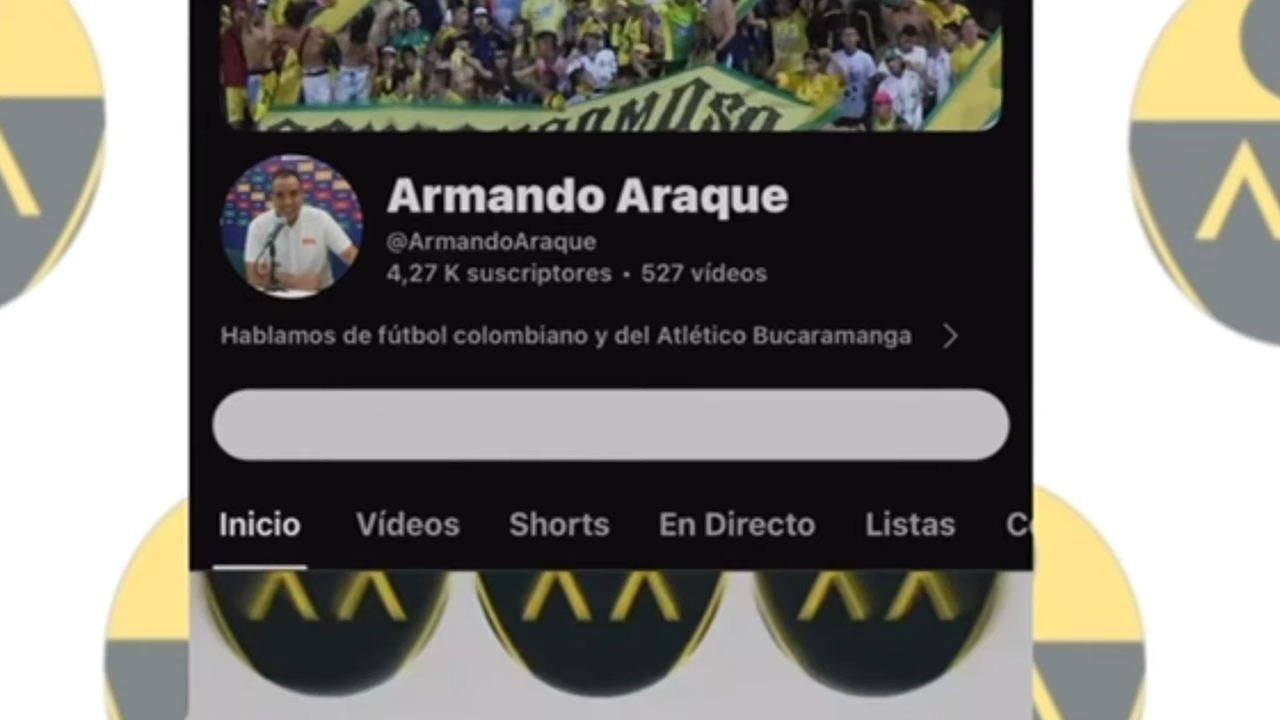 Armando Araque
@ArmandoAraque
4,27 K suscriptores • 527 vídeos
Hablamos de fútbol colombiano y del Atlético Bucaramanga
Inicio Vídeos Shorts En Directo Listas